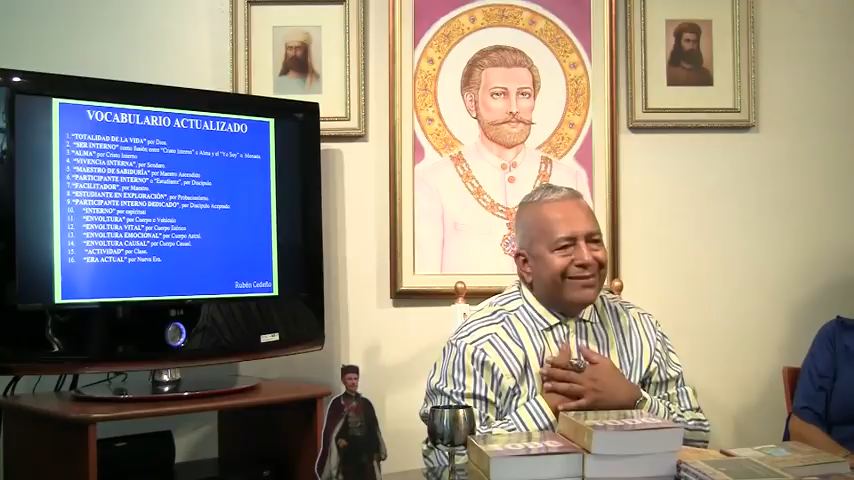 VOCABULARIO ACTUALIZADO
1. "TOTALIDAD DE LA VIDA" por Dios.
2. "SER INTERNO" como fusión entre "Cristo Interno" o Alma y el "Yo Soy" o Mónada.
3. "ALMA" por Cristo Interno
4. "VIVENCIA INTERNA", por Sendero.
5. "MAESTRO DE SABIDURÍA" por Maestro Ascendido
6. "PARTICIPANTE INTERNO" o "Estudiante", por Discípulo.
7. "FACILITADOR", por Maestro.
8. "ESTUDIANTE EN EXPLORACIÓN", por Probacionista.
9. "PARTICIPANTE INTERNO DEDICADO", por Discípulo Aceptado
10. "INTERNO" por espiritual
11. "ENVOLTURA" por Cuerpo o Vehículo
12. "ENVOLTURA VITAL" por Cuerpo Etérico
13. "ENVOLTURA EMOCIONAL" por Cuerpo Astral.
14. "ENVOLTURA CAUSAL" por Cuerpo Causal.
15. "ACTIVIDAD" por Clase.
16. "ERA ACTUAL" por Nueva Era.
Rubén Cedeño